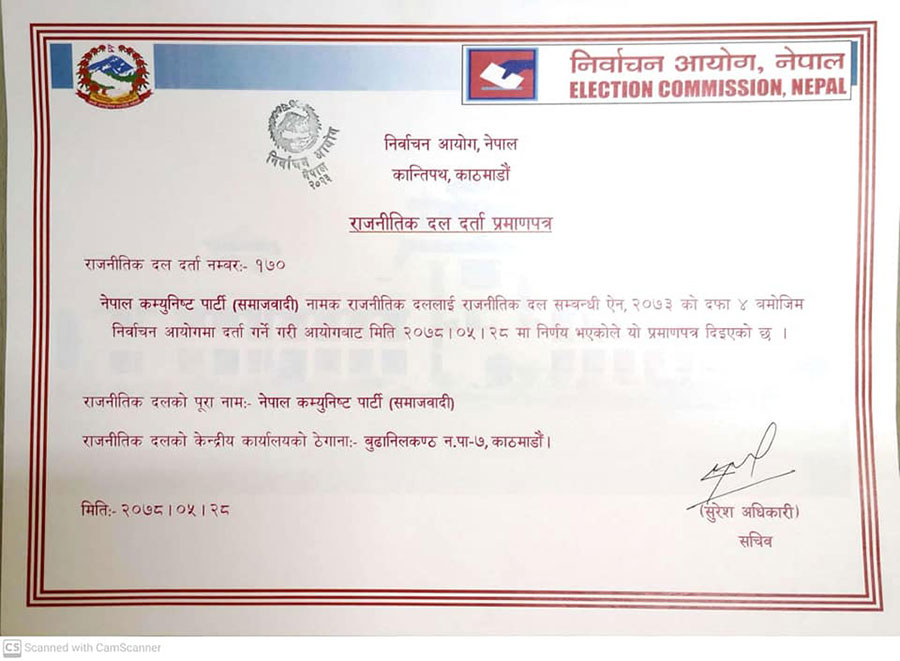 निर्वाचन आयोग, नेपाल
ELECTION COMMISSION, NEPAL
निर्वाचन आयोग
नेपाल
२०२३
निर्वाचन आयोग, नेपाल
कान्तिपथ, काठमाडौं
राजनीतिक दल दर्ता प्रमाणपत्र
राजनीतिक दल दर्ता नम्बर:- १७०
नेपाल कम्युनिष्ट पार्टी (समाजवादी) नामक राजनीतिक दललाई राजनीतिक दल सम्बन्धी ऐन, २०७३ को दफा ४ बमोजिम
निर्वाचन आयोगमा दर्ता गर्ने गरी आयोगबाट मिति २०७८।०५।२८ मा निर्णय भएकोले यो प्रमाणपत्र दिइएको छ ।
राजनीतिक दलको पूरा नाम:- नेपाल कम्युनिष्ट पार्टी (समाजवादी)
राजनीतिक दलको केन्द्रीय कार्यालयको ठेगाना:- बुढानिलकण्ठ न.पा-७, काठमाडौं।
मिति:- २०७८।०५।२८
(सुरेश अधिकारी)
सचिव
CS Scanned with CamScanner